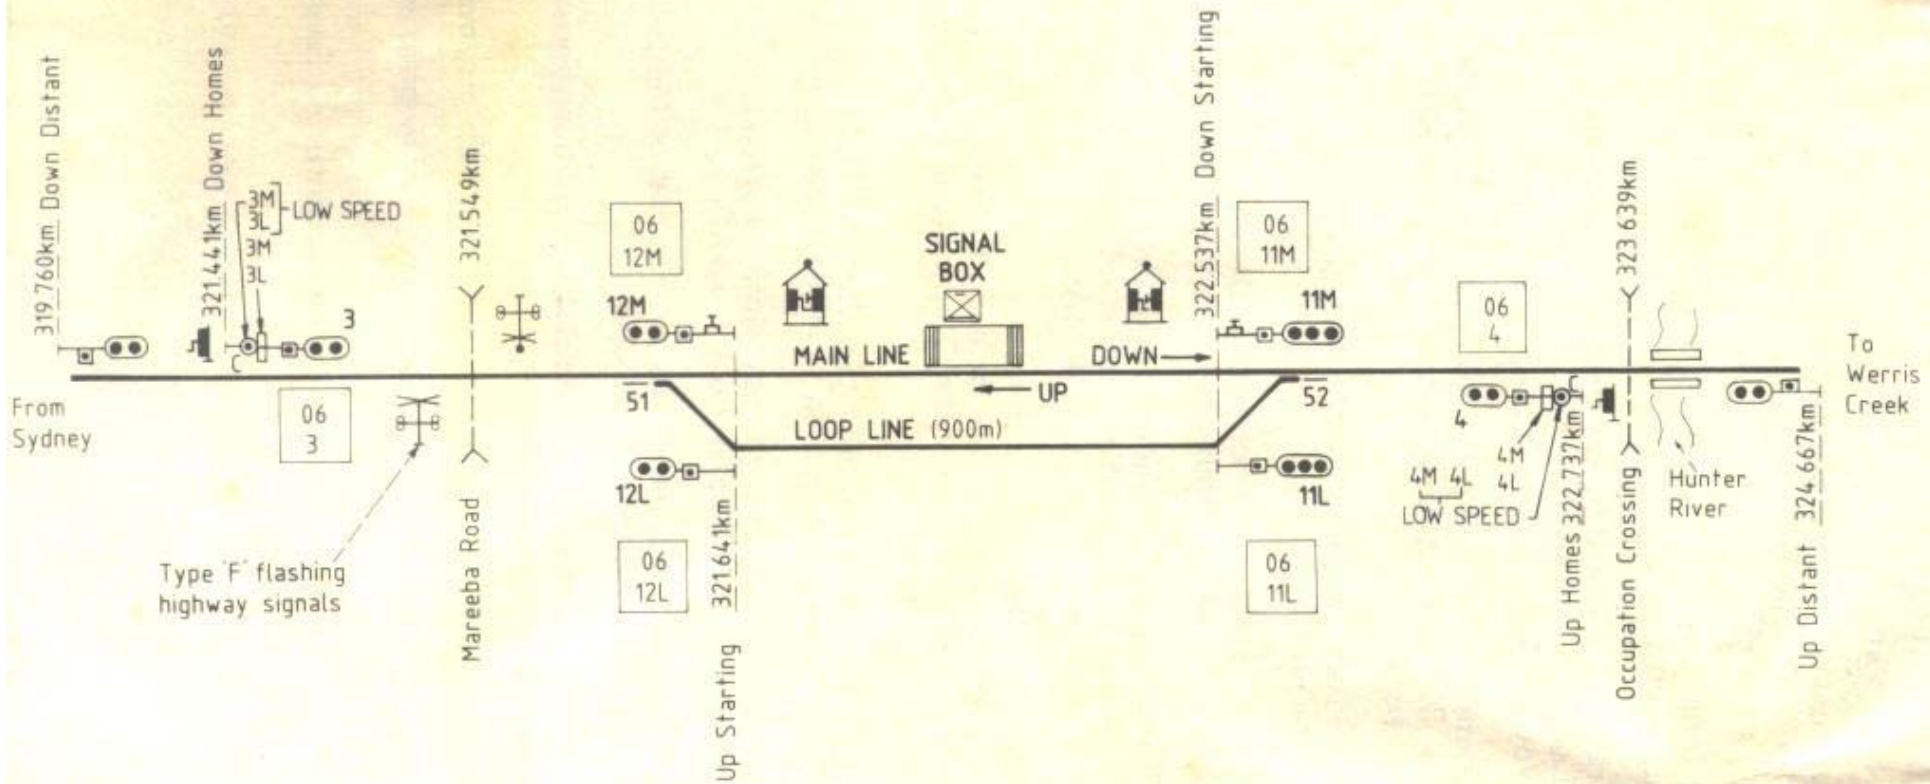 319.760km Down Distant
321.441km Down Homes
3M
3L
LOW SPEED
3M
3L
3
C
321.549km
06
12M
12M
SIGNAL
BOX
322.537km Down Starting
06
11M
11M
06
4
323 639km
To
Werris
Creek
MAIN LINE
DOWN
UP
From
Sydney
06
3
51
LOOP LINE (900m)
52
4
C
4M
4L
4M 4L
LOW SPEED
Up Homes 322.737km
Occupation Crossing
Hunter
River
Up Distant 324.667km
12L
11L
06
12L
06
11L
Type 'F' flashing
highway signals
Mareeba Road
Up Starting 321.641km